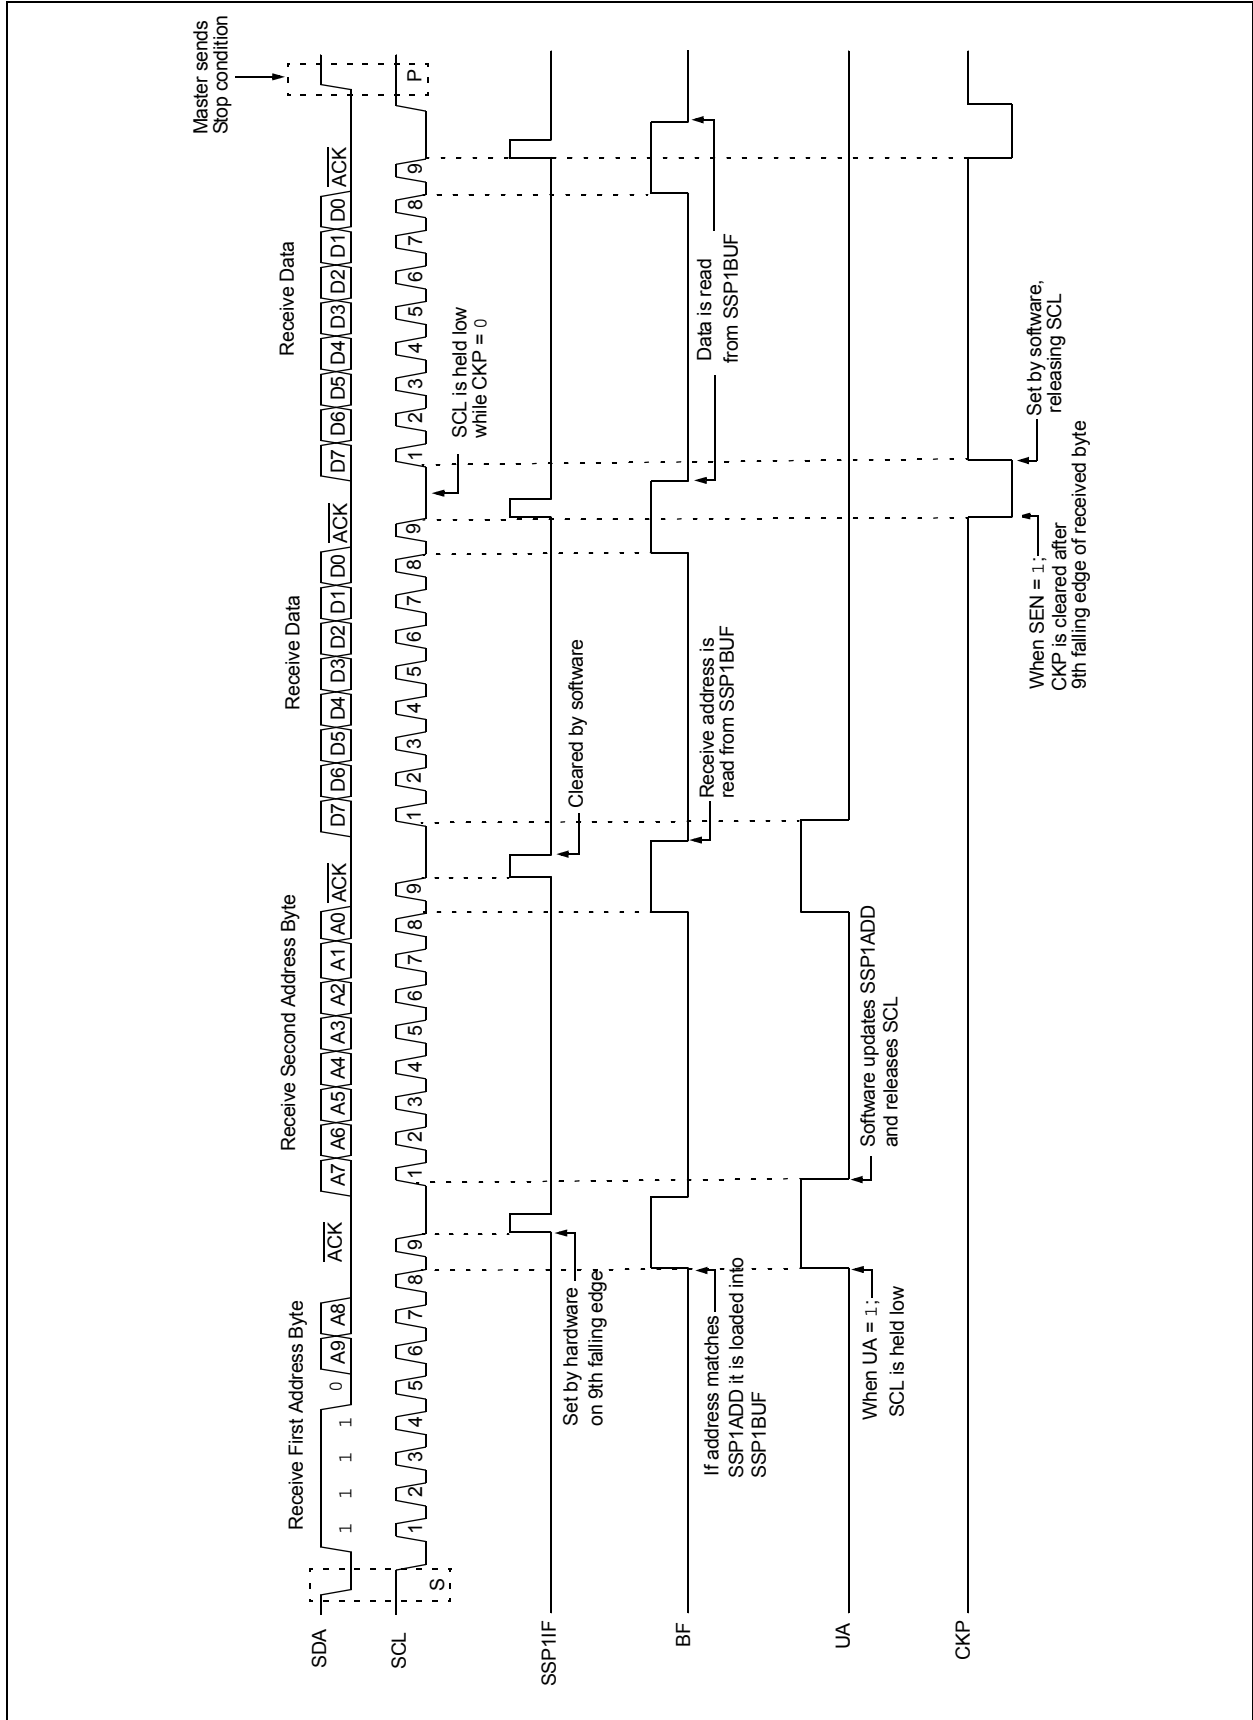 Master sends
Stop condition
Receive First Address Byte
Receive Second Address Byte
Receive Data
Receive Data
SDA
1 1 1 1 0 A9 A8 ACK A7 A6 A5 A4 A3 A2 A1 A0 ACK D7 D6 D5 D4 D3 D2 D1 D0 ACK D7 D6 D5 D4 D3 D2 D1 D0 ACK
SCL
S 1 2 3 4 5 6 7 8 9 1 2 3 4 5 6 7 8 9 1 2 3 4 5 6 7 8 9 1 2 3 4 5 6 7 8 9 P
SCL is held low
while CKP = 0
SSP1IF
Set by hardware
on 9th falling edge
Cleared by software
BF
If address matches
SSP1ADD it is loaded into
SSP1BUF
Receive address is
read from SSP1BUF
Data is read
from SSP1BUF
UA
When UA = 1;
SCL is held low
Software updates SSP1ADD
and releases SCL
CKP
When SEN = 1;
CKP is cleared after
9th falling edge of received byte
Set by software,
releasing SCL